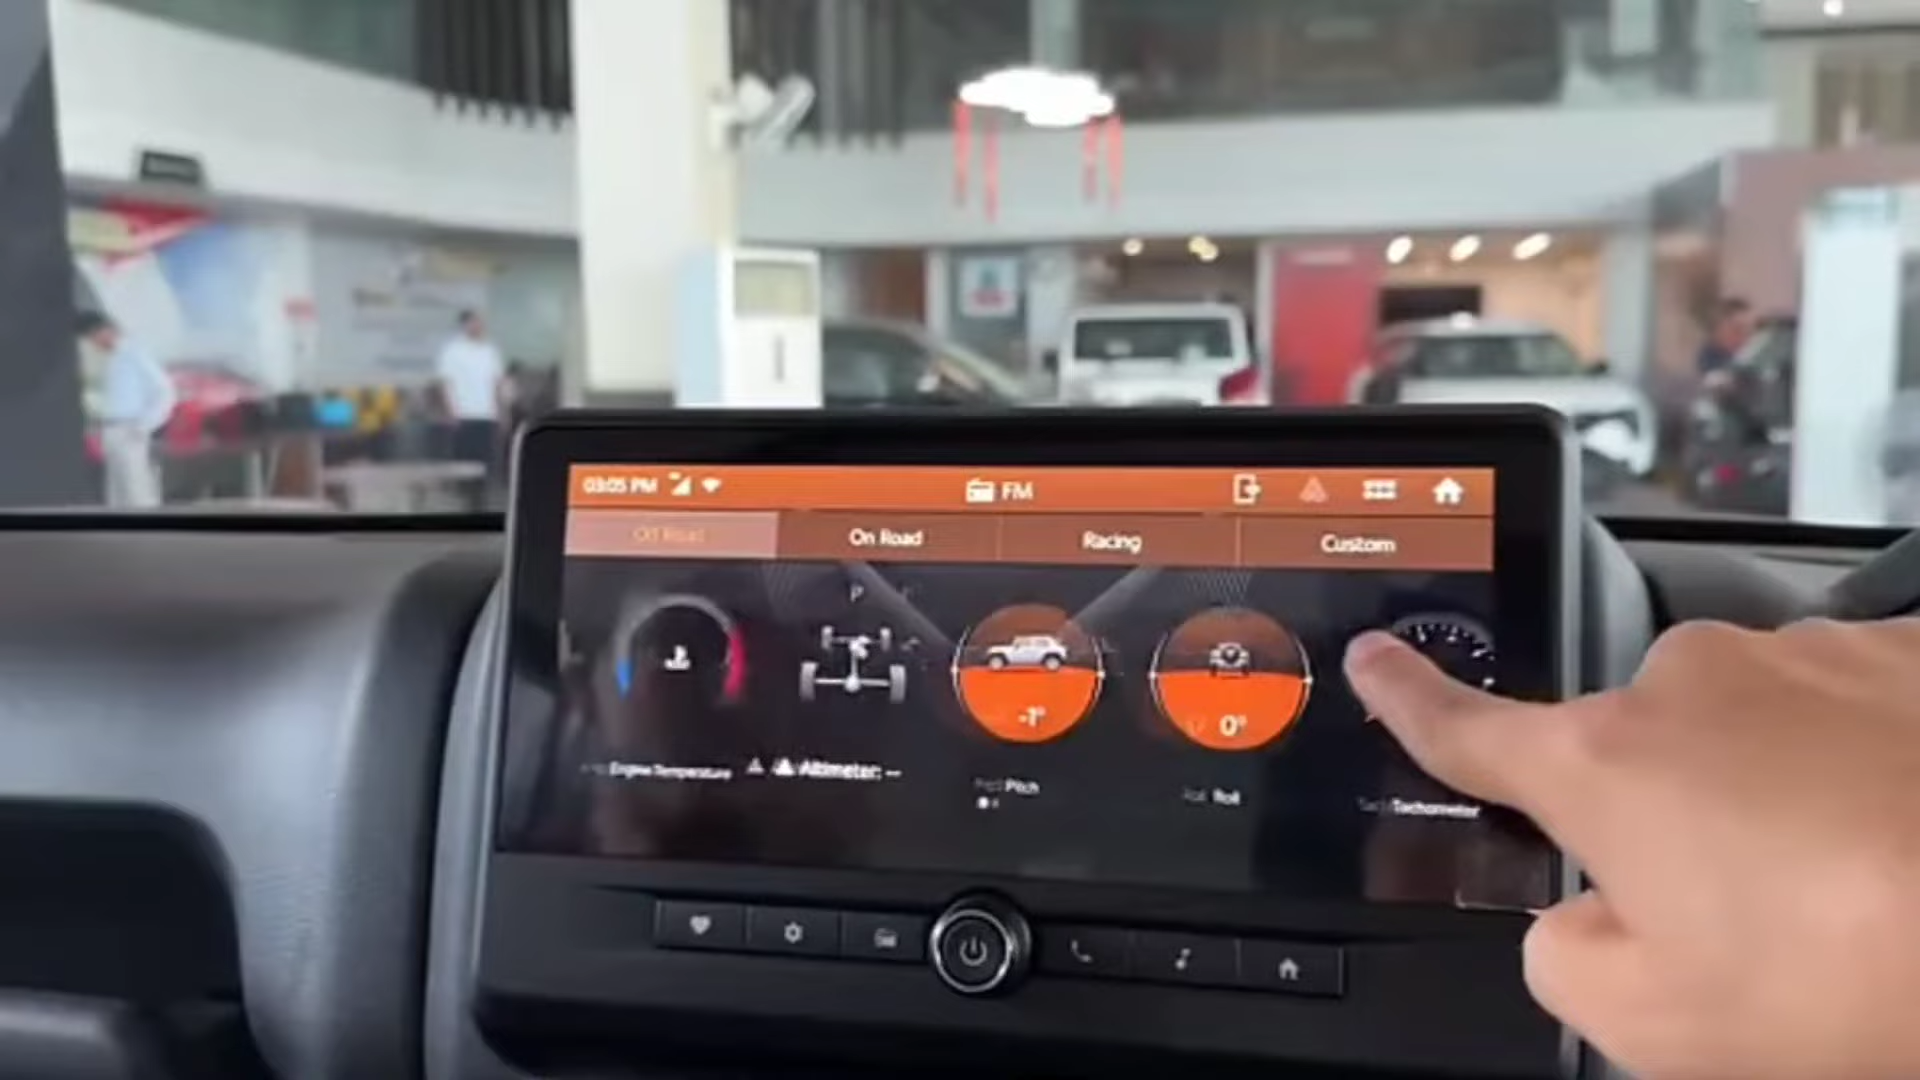 03:05 PM FM
Off Road On Road Racing Custom
P
-1° 0°
Engine Temperature Altimeter: -- Pitch Roll Tachometer